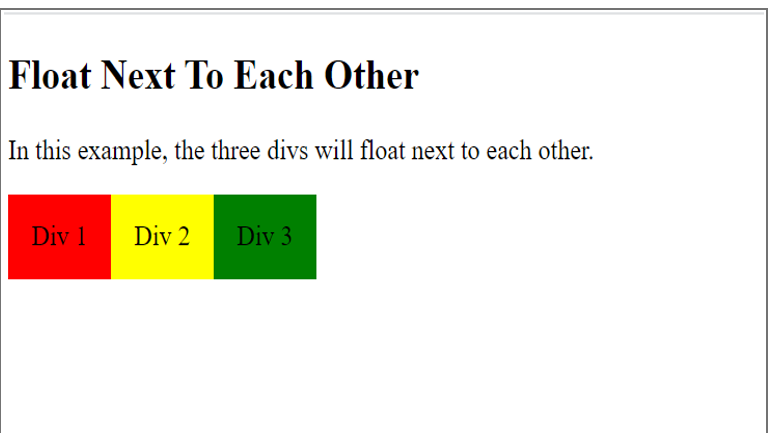 Float Next To Each Other
In this example, the three divs will float next to each other.
Div 1 Div 2 Div 3